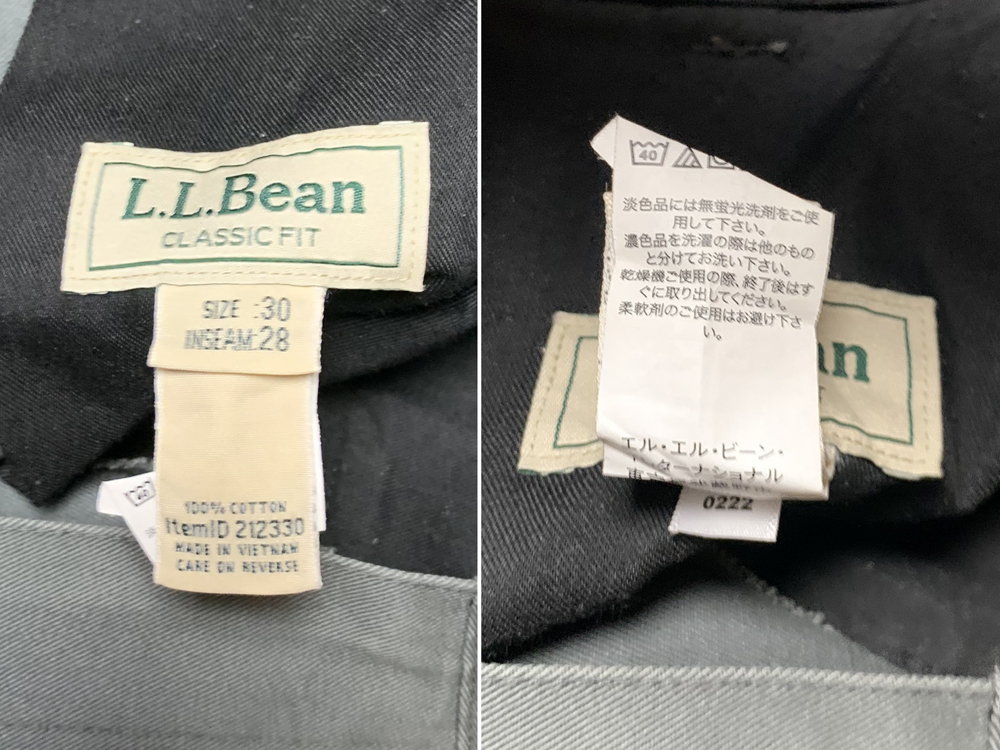 L.L.Bean
CLASSIC FIT
SIZE :30
INSEAM:28
100% COTTON
ItemID 212330
MADE IN VIETNAM
CARE ON REVERSE
40
淡色品には無蛍光洗剤をご使
用して下さい。
濃色品を洗濯の際は他のもの
と分けてお洗い下さい。
乾燥機ご使用の際、終了後はす
ぐに取り出してください。
柔軟剤のご使用はお避け下さ
い。
an
エル・エル・ビーン・
ターナショナル
0222